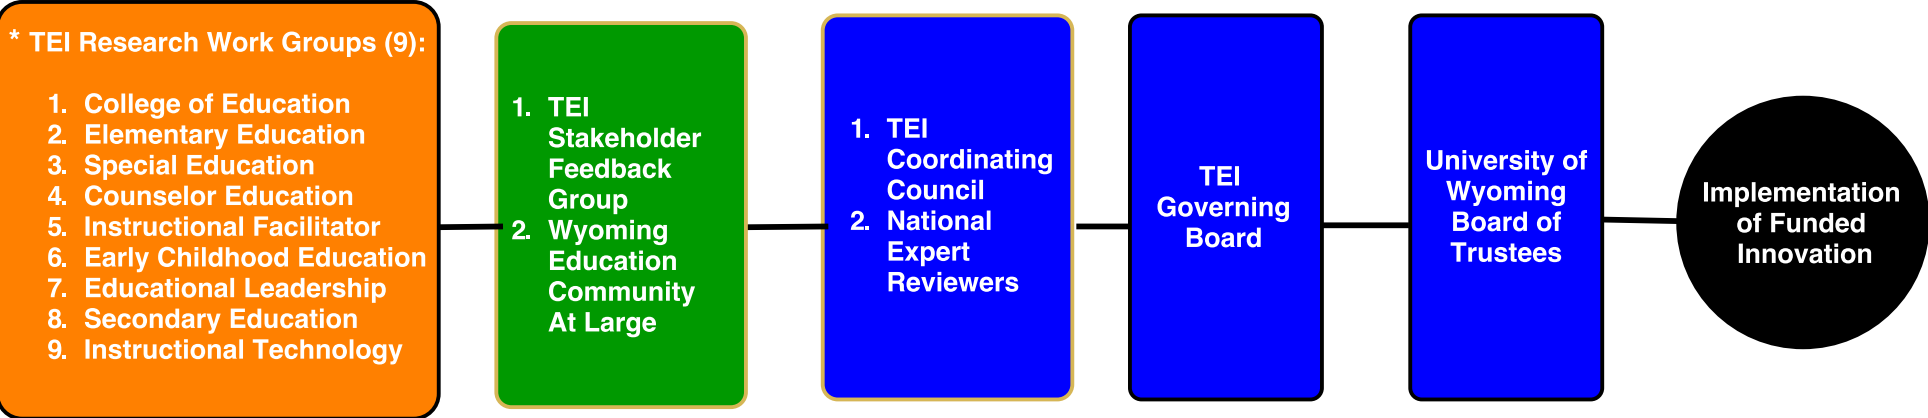 * TEI Research Work Groups (9):
1. College of Education
2. Elementary Education
3. Special Education
4. Counselor Education
5. Instructional Facilitator
6. Early Childhood Education
7. Educational Leadership
8. Secondary Education
9. Instructional Technology
1. TEI
Stakeholder
Feedback
Group
2. Wyoming
Education
Community
At Large
1. TEI
Coordinating
Council
2. National
Expert
Reviewers
TEI
Governing
Board
University of
Wyoming
Board of
Trustees
Implementation
of Funded
Innovation